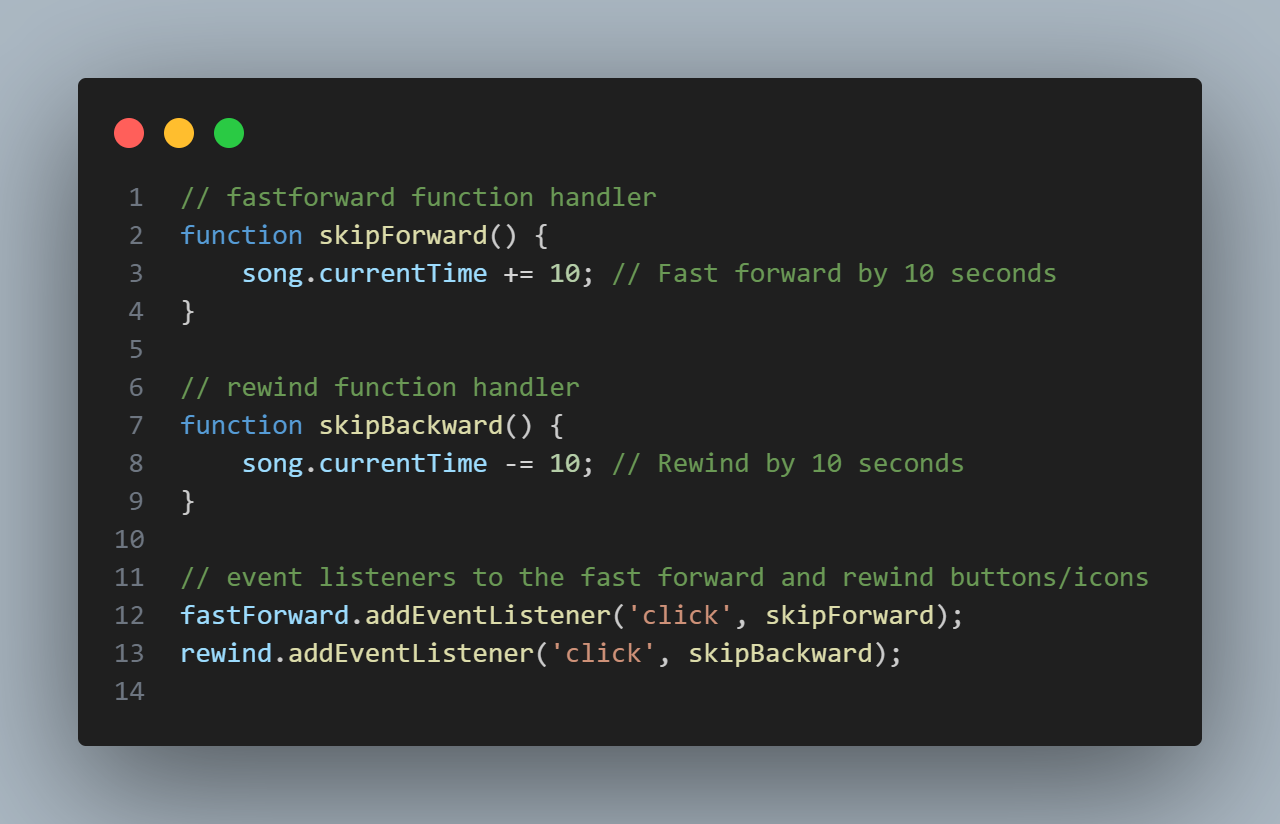 1 // fastforward function handler
2 function skipForward() {
3     song.currentTime += 10; // Fast forward by 10 seconds
4 }
5
6 // rewind function handler
7 function skipBackward() {
8     song.currentTime -= 10; // Rewind by 10 seconds
9 }
10
11 // event listeners to the fast forward and rewind buttons/icons
12 fastForward.addEventListener('click', skipForward);
13 rewind.addEventListener('click', skipBackward);
14